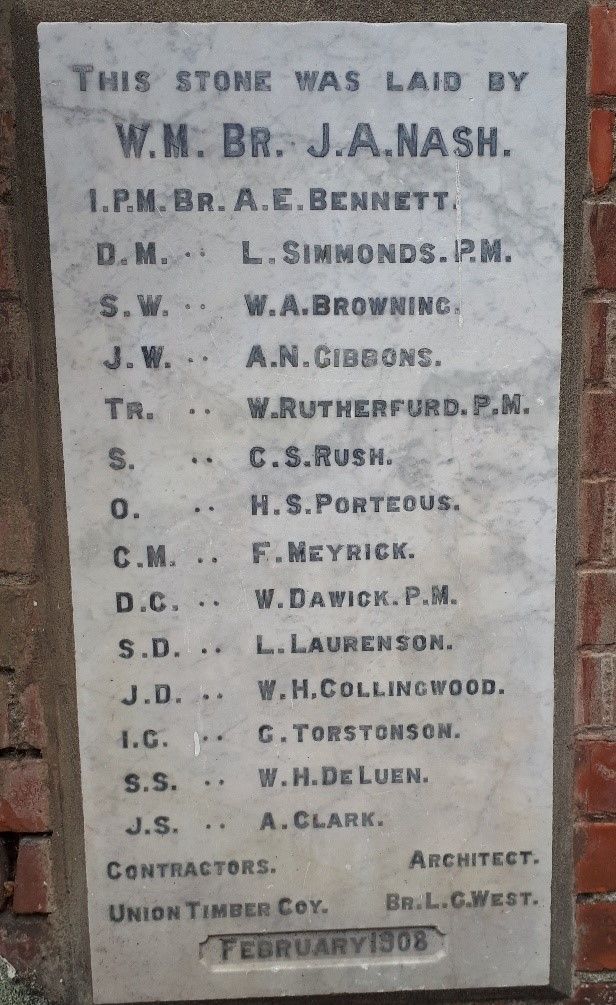 THIS STONE WAS LAID BY
W.M. BR. J.A.NASH.
I.P.M. BR. A.E.BENNETT.
D.M. ·· L.SIMMONDS.P.M.
S.W. ·· W.A.BROWNING.
J.W. ·· A.N.GIBBONS.
TR. ·· W.RUTHERFURD.P.M.
S. ·· C.S.RUSH.
O. ·· H.S.PORTEOUS.
C.M. ·· F.MEYRICK.
D.C. ·· W.DAWICK.P.M.
S.D. ·· L.LAURENSON.
J.D. ·· W.H.COLLINGWOOD.
I.G. ·· G.TORSTONSON.
S.S. ·· W.H.DELUEN.
J.S. ·· A.CLARK.
CONTRACTORS. ARCHITECT.
UNION TIMBER COY. BR.L.G.WEST.
FEBRUARY 1908